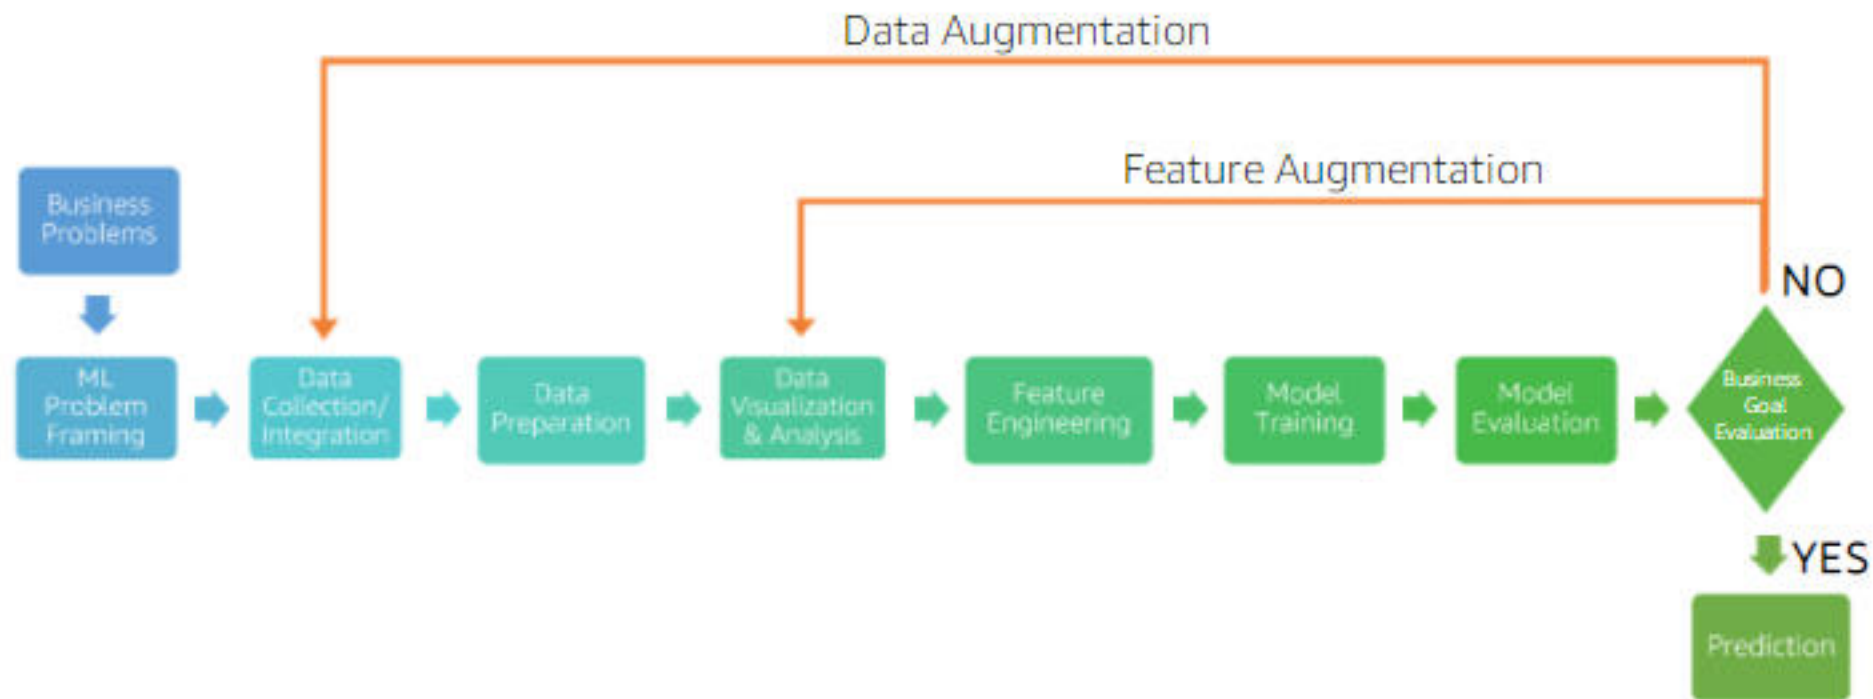 Data Augmentation
Feature Augmentation
Business
Problems
NO
ML
Problem
Framing
Data
Collection/
Integration
Data
Preparation
Data
Visualization
& Analysis
Feature
Engineering
Model
Training
Model
Evaluation
Business
Goal
Evaluation
YES
Prediction